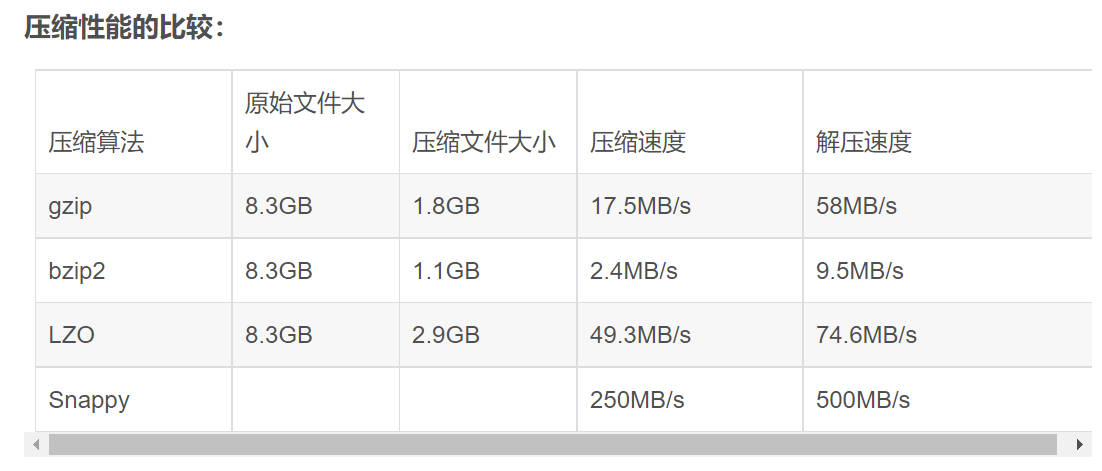 压缩性能的比较：
压缩算法 原始文件大小 压缩文件大小 压缩速度 解压速度
gzip 8.3GB 1.8GB 17.5MB/s 58MB/s
bzip2 8.3GB 1.1GB 2.4MB/s 9.5MB/s
LZO 8.3GB 2.9GB 49.3MB/s 74.6MB/s
Snappy 250MB/s 500MB/s